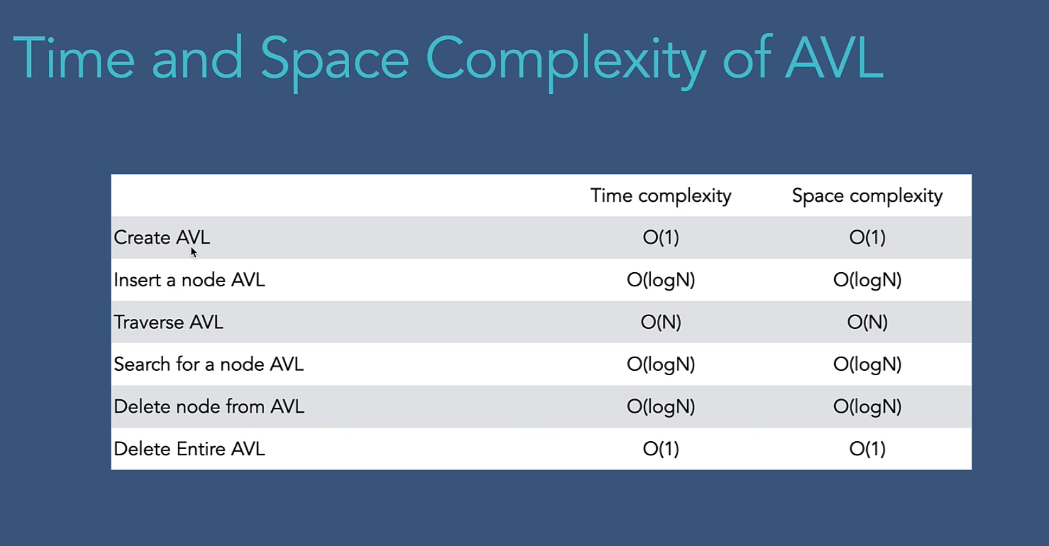 Time and Space Complexity of AVL
Time complexity Space complexity
Create AVL O(1) O(1)
Insert a node AVL O(logN) O(logN)
Traverse AVL O(N) O(N)
Search for a node AVL O(logN) O(logN)
Delete node from AVL O(logN) O(logN)
Delete Entire AVL O(1) O(1)